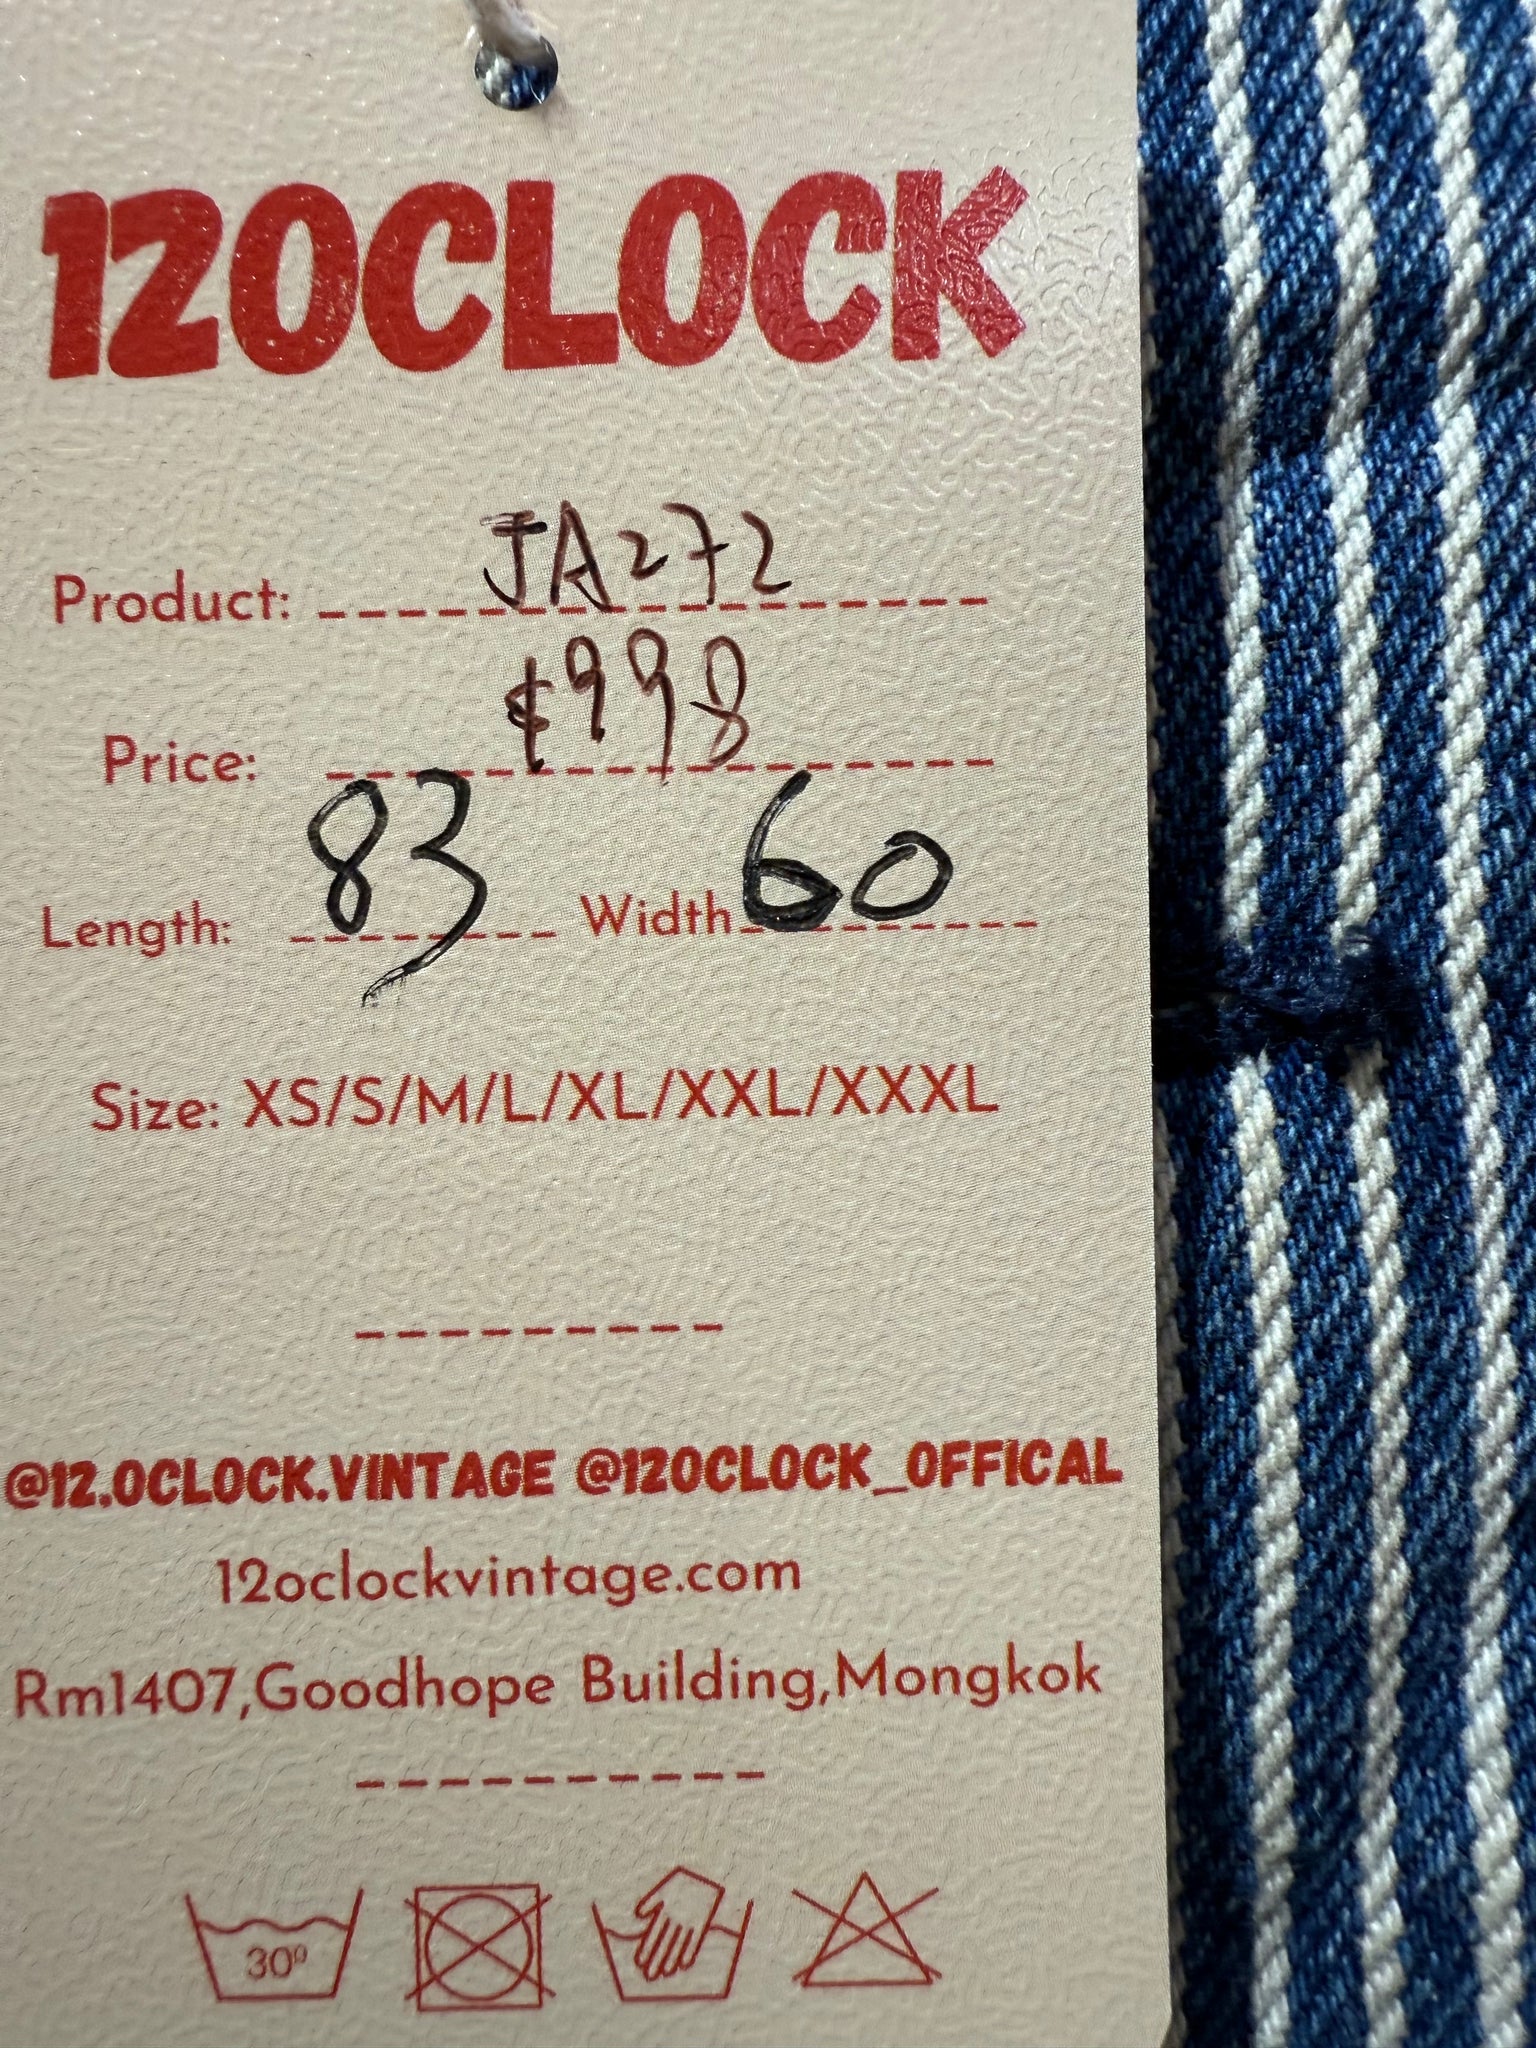 12OCLOCK
Product: JA272
Price: $998
Length: 83 Width 60
Size: XS/S/M/L/XL/XXL/XXXL
@12.OCLOCK.VINTAGE @12OCLOCK_OFFICAL
12oclockvintage.com
Rm1407,Goodhope Building,Mongkok
30º